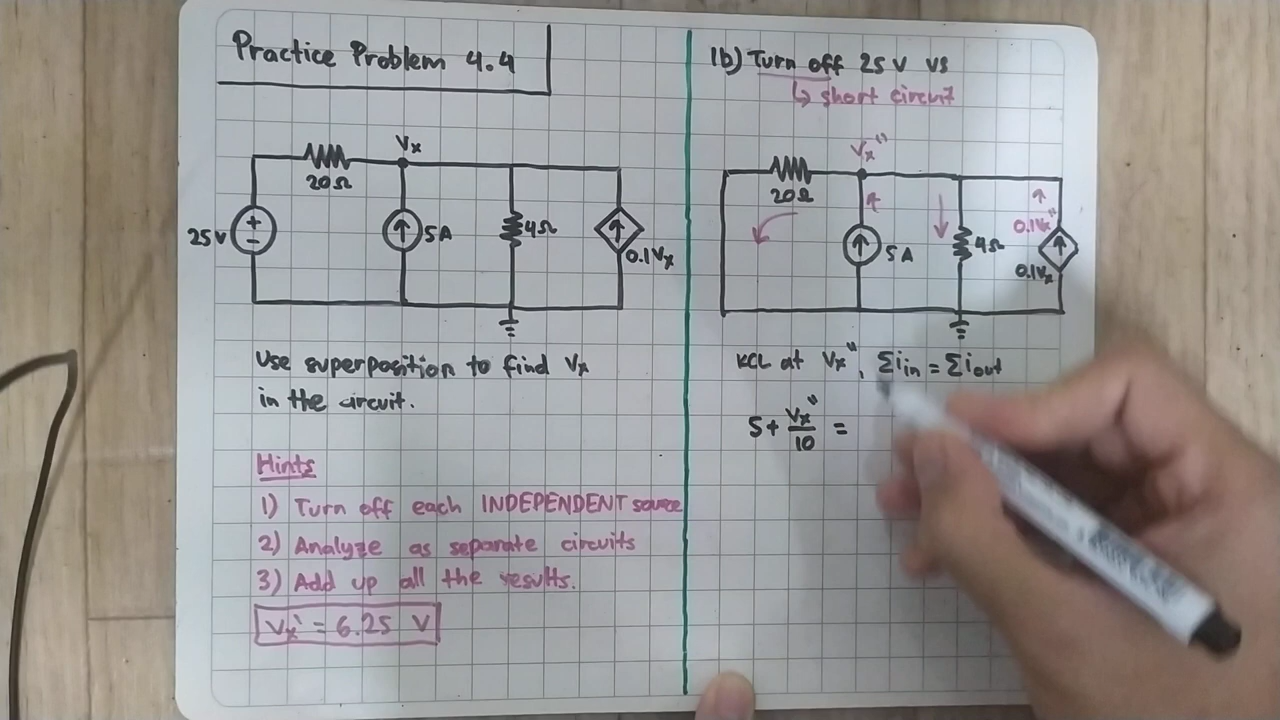 Practice Problem 4.4
Vx
20Ω
25V
+
-
5A
4Ω
0.1Vx
Use superposition to find Vx
in the circuit.
Hints
1) Turn off each INDEPENDENT source
2) Analyze as separate circuits
3) Add up all the results.
Vx' = 6.25 V
1b) Turn off 25 V VS
↳ short circuit
Vx"
20Ω
5A
4Ω
0.1Vx"
0.1Vx
KCL at Vx", Σiin = Σiout
5 + Vx"/10 =